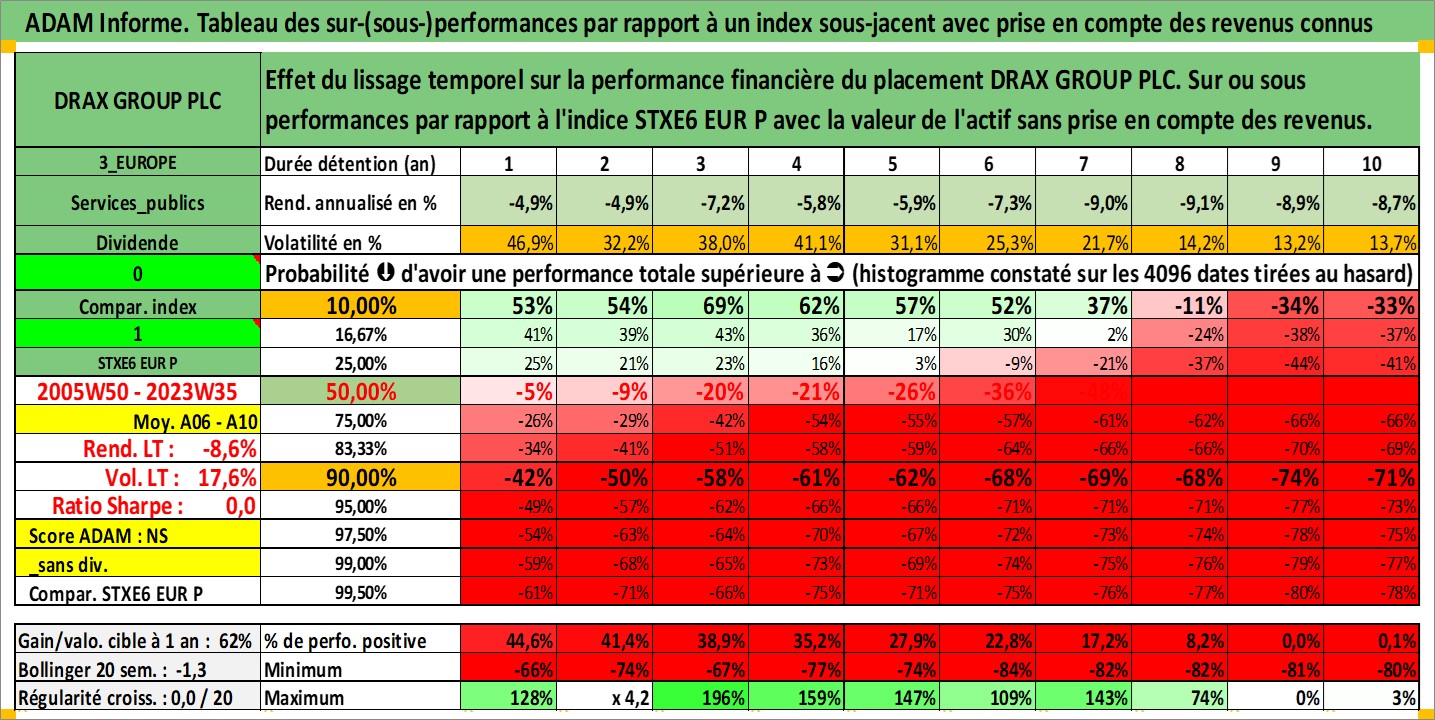 ADAM Informe. Tableau des sur-(sous-)performances par rapport à un index sous-jacent avec prise en compte des revenus connus
DRAX GROUP PLC
Effet du lissage temporel sur la performance financière du placement DRAX GROUP PLC. Sur ou sous
performances par rapport à l'indice STXE6 EUR P avec la valeur de l'actif sans prise en compte des revenus.
3_EUROPE Durée détention (an) 1 2 3 4 5 6 7 8 9 10
Services_publics Rend. annualisé en % -4,9% -4,9% -7,2% -5,8% -5,9% -7,3% -9,0% -9,1% -8,9% -8,7%
Dividende Volatilité en % 46,9% 32,2% 38,0% 41,1% 31,1% 25,3% 21,7% 14,2% 13,2% 13,7%
0 Probabilité d'avoir une performance totale supérieure à (histogramme constaté sur les 4096 dates tirées au hasard)
Compar. index 10,00% 53% 54% 69% 62% 57% 52% 37% -11% -34% -33%
1 16,67% 41% 39% 43% 36% 17% 30% 2% -24% -38% -37%
STXE6 EUR P 25,00% 25% 21% 23% 16% 3% -9% -21% -37% -44% -41%
2005W50 - 2023W35 50,00% -5% -9% -20% -21% -26% -36% -48%
Moy. A06 - A10 75,00% -26% -29% -42% -54% -55% -57% -61% -62% -66% -66%
Rend. LT : -8,6% 83,33% -34% -41% -51% -58% -59% -64% -66% -66% -70% -69%
Vol. LT : 17,6% 90,00% -42% -50% -58% -61% -62% -68% -69% -68% -74% -71%
Ratio Sharpe : 0,0 95,00% -49% -57% -62% -66% -66% -71% -71% -71% -77% -73%
Score ADAM : NS 97,50% -54% -63% -64% -70% -67% -72% -73% -74% -78% -75%
_sans div. 99,00% -59% -68% -65% -73% -69% -74% -75% -76% -79% -77%
Compar. STXE6 EUR P 99,50% -61% -71% -66% -75% -71% -75% -76% -77% -80% -78%
Gain/valo. cible à 1 an : 62% % de perfo. positive 44,6% 41,4% 38,9% 35,2% 27,9% 22,8% 17,2% 8,2% 0,0% 0,1%
Bollinger 20 sem. : -1,3 Minimum -66% -74% -67% -77% -74% -84% -82% -82% -81% -80%
Régularité croiss. : 0,0 / 20 Maximum 128% x 4,2 196% 159% 147% 109% 143% 74% 0% 3%